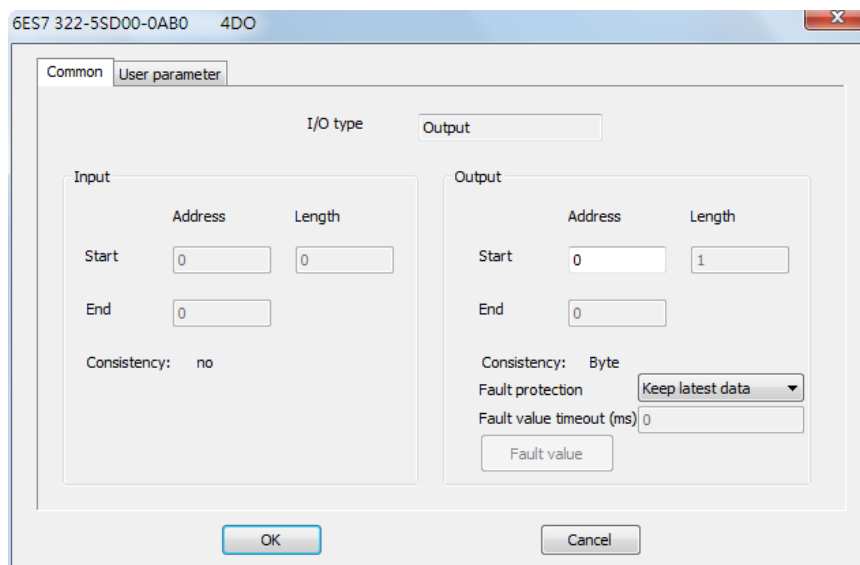 6ES7 322-5SD00-0AB0 4DO
X
Common User parameter
I/O type Output
Input
Address Length
Start 0 0
End 0
Consistency: no
Output
Address Length
Start 0 1
End 0
Consistency: Byte
Fault protection Keep latest data
Fault value timeout (ms) 0
Fault value
OK Cancel